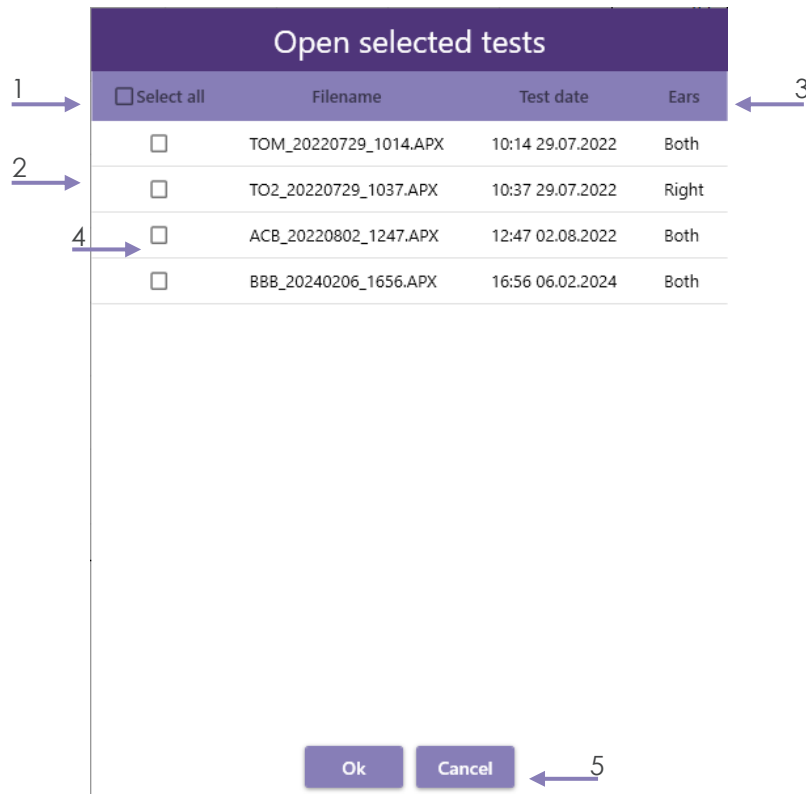 Open selected tests
1
Select all Filename Test date Ears
3
TOM_20220729_1014.APX 10:14 29.07.2022 Both
2
TO2_20220729_1037.APX 10:37 29.07.2022 Right
4
ACB_20220802_1247.APX 12:47 02.08.2022 Both
BBB_20240206_1656.APX 16:56 06.02.2024 Both
Ok Cancel
5